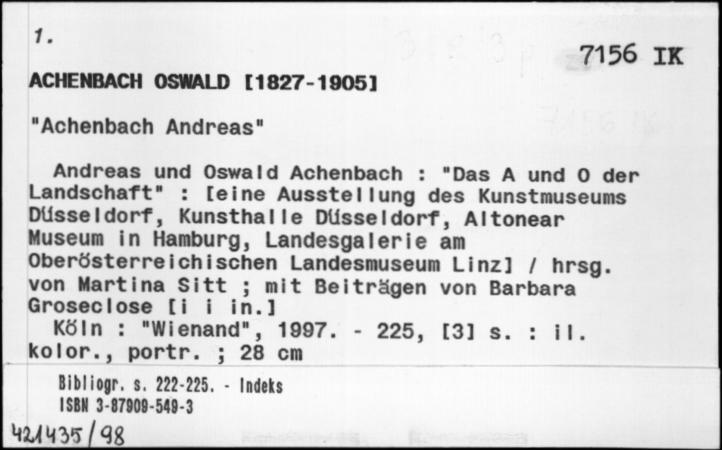 1.
7156 IK
ACHENBACH OSWALD [1827-1905]
"Achenbach Andreas"
Andreas und Oswald Achenbach : "Das A und O der
Landschaft" : [eine Ausstellung des Kunstmuseums
Düsseldorf, Kunsthalle Düsseldorf, Altonear
Museum in Hamburg, Landesgalerie am
Oberösterreichischen Landesmuseum Linz] / hrsg.
von Martina Sitt ; mit Beiträgen von Barbara
Groseclose [i i in.]
Köln : "Wienand", 1997. - 225, [3] s. : il.
kolor., portr. ; 28 cm
Bibliogr. s. 222-225. - Indeks
ISBN 3-87909-549-3
421435/98